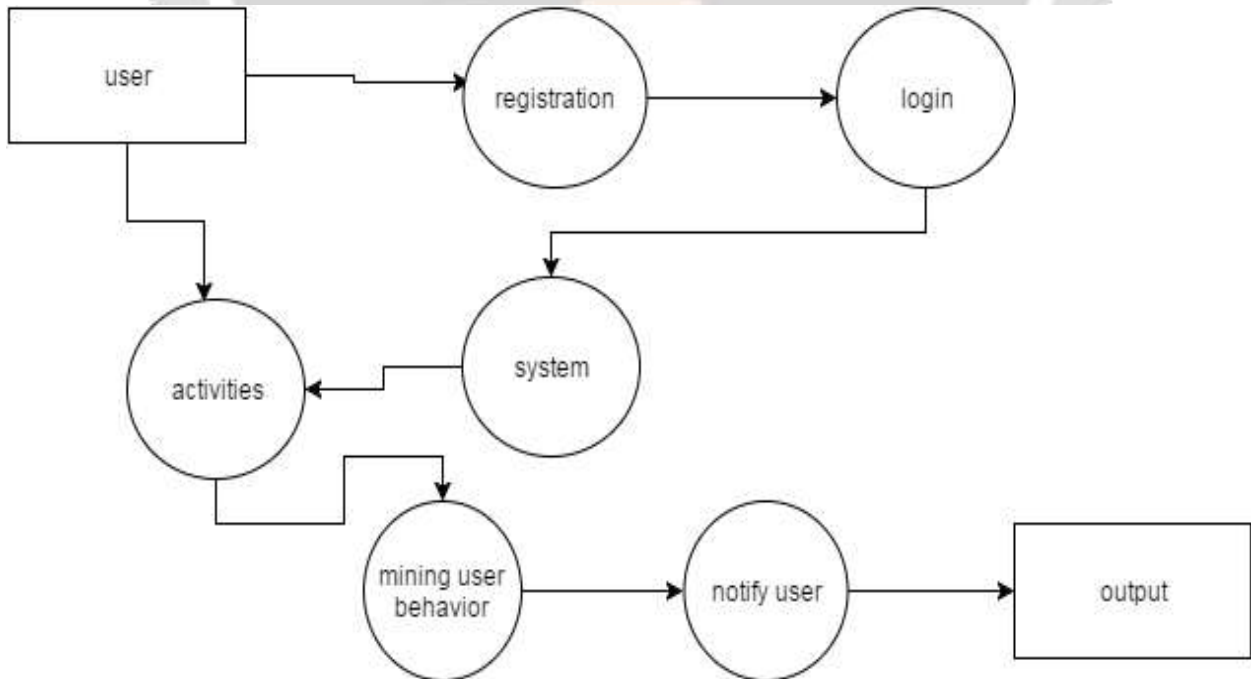 user
registration
login
system
activities
mining user
behavior
notify user
output